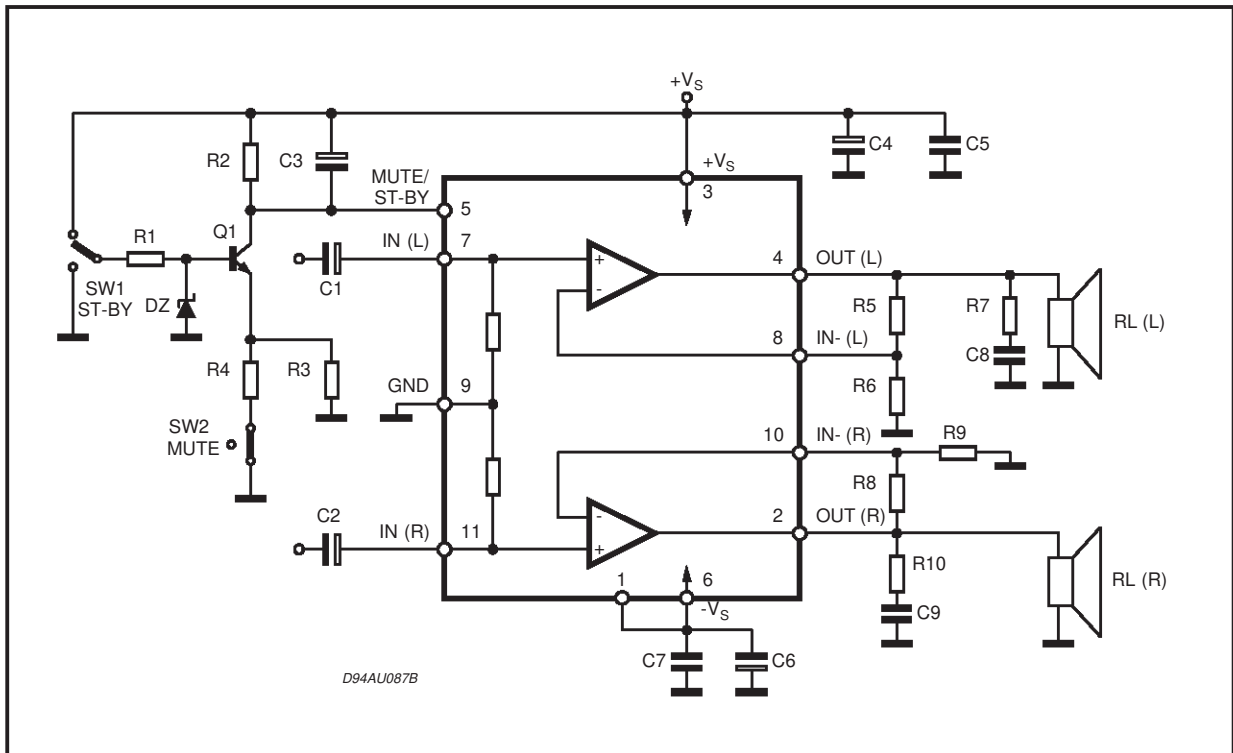 +VS
R2
C3
C4
C5
+VS
3
MUTE/
ST-BY
5
R1
Q1
IN (L)
7
C1
SW1
ST-BY
DZ
+
-
4
OUT (L)
R5
R7
RL (L)
8
IN- (L)
C8
R4
R3
GND
9
R6
SW2
MUTE
10
IN- (R)
R9
R8
C2
IN (R)
11
-
+
2
OUT (R)
R10
RL (R)
1
6
-VS
C9
C7
C6
D94AU087B